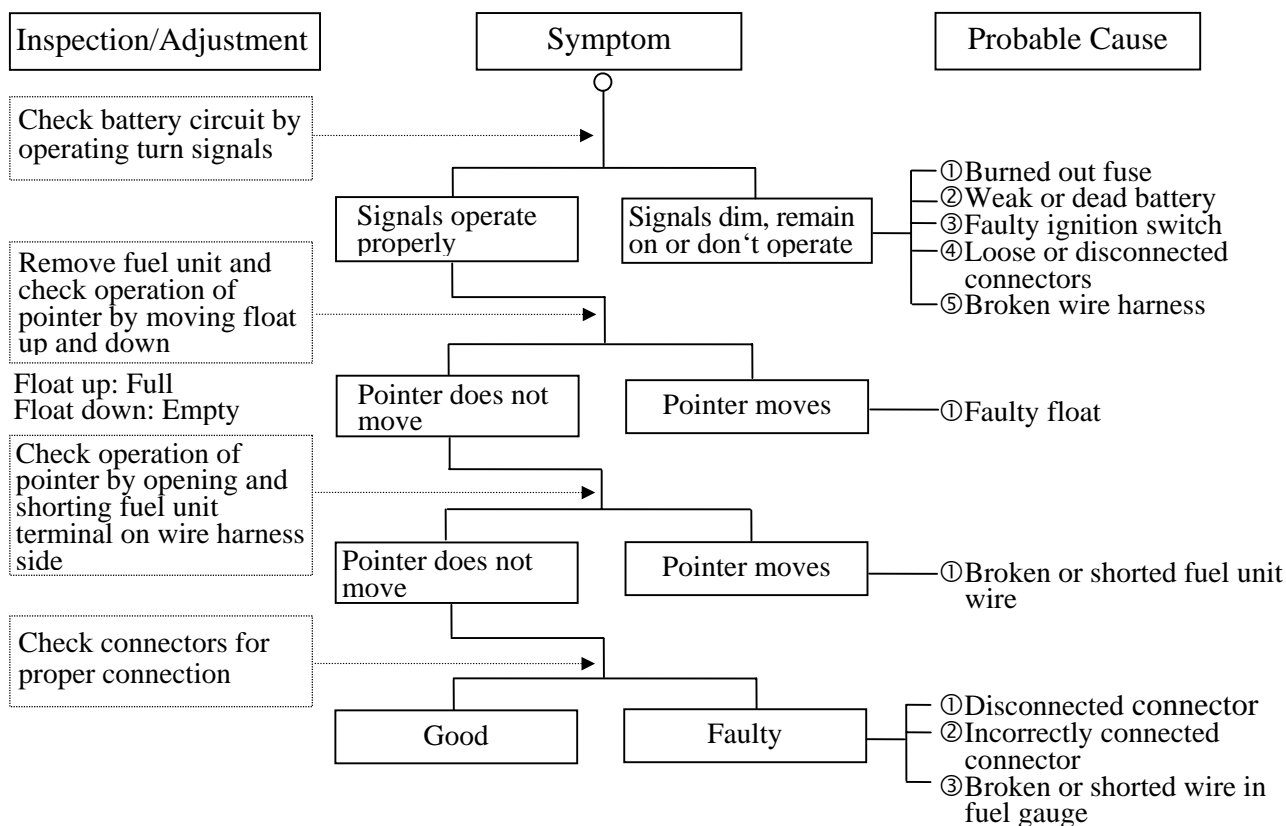 Inspection/Adjustment
Symptom
Probable Cause
Check battery circuit by
operating turn signals
Signals operate
properly
Signals dim, remain
on or don‘t operate
①Burned out fuse
②Weak or dead battery
③Faulty ignition switch
④Loose or disconnected
connectors
⑤Broken wire harness
Remove fuel unit and
check operation of
pointer by moving float
up and down
Float up: Full
Float down: Empty
Pointer does not
move
Pointer moves
①Faulty float
Check operation of
pointer by opening and
shorting fuel unit
terminal on wire harness
side
Pointer does not
move
Pointer moves
①Broken or shorted fuel unit
wire
Check connectors for
proper connection
Good
Faulty
①Disconnected connector
②Incorrectly connected
connector
③Broken or shorted wire in
fuel gauge